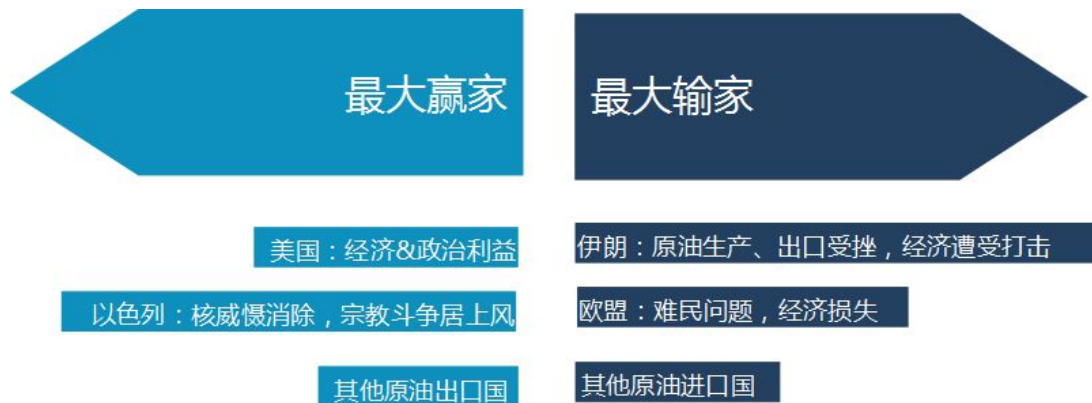 最大赢家
最大输家
美国：经济&政治利益
伊朗：原油生产、出口受挫，经济遭受打击
以色列：核威慑消除，宗教斗争居上风
欧盟：难民问题，经济损失
其他原油出口国
其他原油进口国